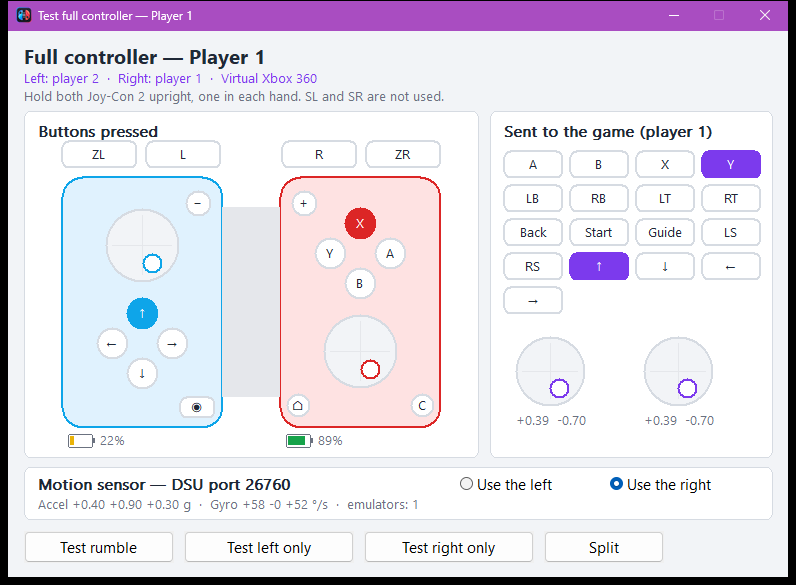 Test full controller — Player 1
Full controller — Player 1
Left: player 2 · Right: player 1 · Virtual Xbox 360
Hold both Joy-Con 2 upright, one in each hand. SL and SR are not used.
Buttons pressed
ZL L R ZR
− +
X
Y A
B
↑
← →
↓
C
22% 89%
Sent to the game (player 1)
A B X Y
LB RB LT RT
Back Start Guide LS
RS ↑ ↓ ←
→
+0.39 -0.70 +0.39 -0.70
Motion sensor — DSU port 26760
Use the left Use the right
Accel +0.40 +0.90 +0.30 g · Gyro +58 -0 +52 °/s · emulators: 1
Test rumble Test left only Test right only Split